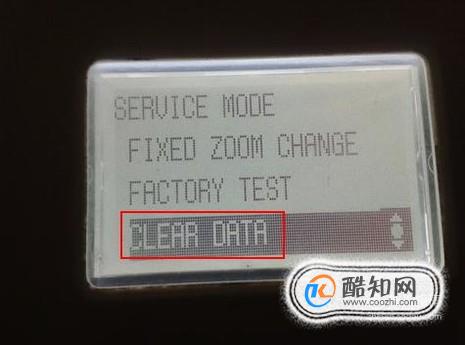 SERVICE MODE
FIXED ZOOM CHANGE
FACTORY TEST
CLEAR DATA
酷知网
www.coozhi.com